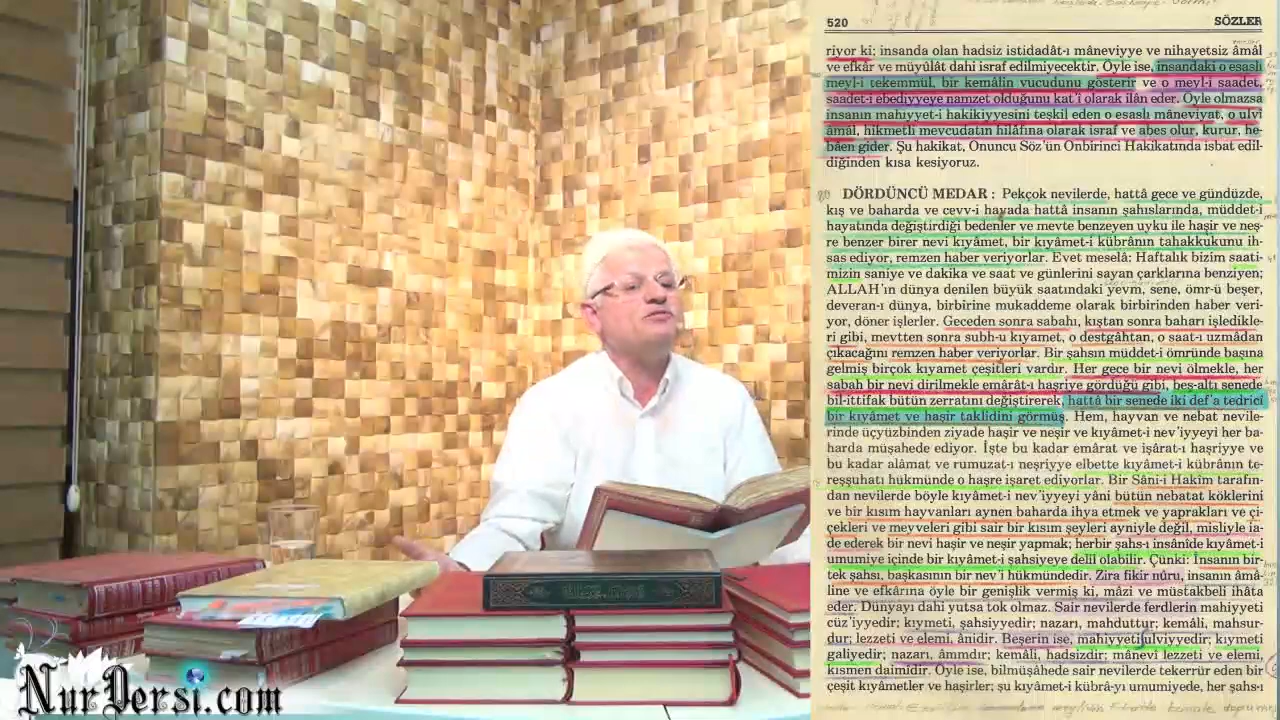 520 SÖZLER
riyor ki; insanda olan hadsiz istidadât-ı mâneviyye ve nihayetsiz âmâl
ve efkâr ve müyûlât dahi israf edilmiyecektir. Öyle ise, insandaki o esaslı
meyl-i tekemmül, bir kemâlin vücudunu gösterir ve o meyl-i saadet,
saadet-i ebediyyeye namzet olduğunu kat'î olarak ilân eder. Öyle olmazsa
insanın mahiyyet-i hakikiyyesini teşkil eden o esaslı mâneviyat, o ulvî
âmâl, hikmetli mevcudatın hilâfına olarak israf ve abes olur, kurur, he-
bâen gider. Şu hakikat, Onuncu Söz'ün Onbirinci Hakikatında isbat edil-
diğinden kısa kesiyoruz.
DÖRDÜNCÜ MEDAR : Pekçok nevilerde, hattâ gece ve gündüzde,
kış ve baharda ve cevv-i havada hattâ insanın şahıslarında, müddet-i
hayatında değiştirdiği bedenler ve mevte benzeyen uyku ile haşir ve neş-
re benzer birer nevi kıyâmet, bir kıyâmet-i kübrânın tahakkukunu ih-
sas ediyor, remzen haber veriyorlar. Evet meselâ: Haftalık bizim saati-
mizin saniye ve dakika ve saat ve günlerini sayan çarklarına benziyen;
ALLAH'ın dünya denilen büyük saatındaki yevm, sene, ömr-ü beşer,
deveran-ı dünya, birbirine mukaddeme olarak birbirinden haber veri-
yor, döner işlerler. Geceden sonra sabahı, kıştan sonra baharı işledikle-
ri gibi, mevtten sonra subh-u kıyamet, o destgâhtan, o saat-ı uzmâdan
çıkacağını remzen haber veriyorlar. Bir şahsın müddet-i ömründe başına
gelmiş birçok kıyamet çeşitleri vardır. Her gece bir nevi ölmekle, her
sabah bir nevi dirilmekle emârât-ı haşriye gördüğü gibi, beş-altı senede
bil-ittifak bütün zerratını değiştirerek, hattâ bir senede iki def'a tedricî
bir kıyâmet ve haşir taklidini görmüş. Hem, hayvan ve nebat nevile-
rinde üçyüzbinden ziyade haşir ve neşir ve kıyâmet-i nev'iyyeyi her ba-
harda müşahede ediyor. İşte bu kadar emârat ve işârat-ı haşriyye ve
bu kadar alâmat ve rumuzat-ı neşriyye elbette kıyâmet-i kübrânın te-
reşşuhatı hükmünde o haşre işaret ediyorlar. Bir Sâni-i Hakîm tarafın-
dan nevilerde böyle kıyâmet-i nev'iyyeyi yâni bütün nebatat köklerini
ve bir kısım hayvanları aynen baharda ihya etmek ve yaprakları ve çi-
çekleri ve meyveleri gibi sair bir kısım şeyleri ayniyle değil, misliyle ia-
de ederek bir nevi haşir ve neşir yapmak; herbir şahs-ı insânîde kıyâmet-i
umumiye içinde bir kıyâmet-i şahsiyeye delîl olabilir. Çünki: İnsanın bir-
tek şahsı, başkasının bir nev'i hükmündedir. Zira fikir nûru, insanın âmâ-
line ve efkârına öyle bir genişlik vermiş ki, mâzi ve müstakbeli ihâta
eder. Dünyayı dahi yutsa tok olmaz. Sair nevilerde ferdlerin mahiyyeti
cüz'iyyedir; kıymeti, şahsiyyedir; nazarı, mahduttur; kemâli, mahsur-
dur; lezzeti ve elemi, ânîdir. Beşerin ise, mahiyyeti ulviyyedir; kıymeti
galiyedir; nazarı, âmmdır; kemâli, hadsizdir; mânevî lezzeti ve elemi,
kısmen daimîdir. Öyle ise, bilmüşâhede sair nevilerde tekerrür eden bir
çeşit kıyâmetler ve haşirler; şu kıyâmet-i kübrâ-yı umumiyede, her şahs-ı
NurDersi.com